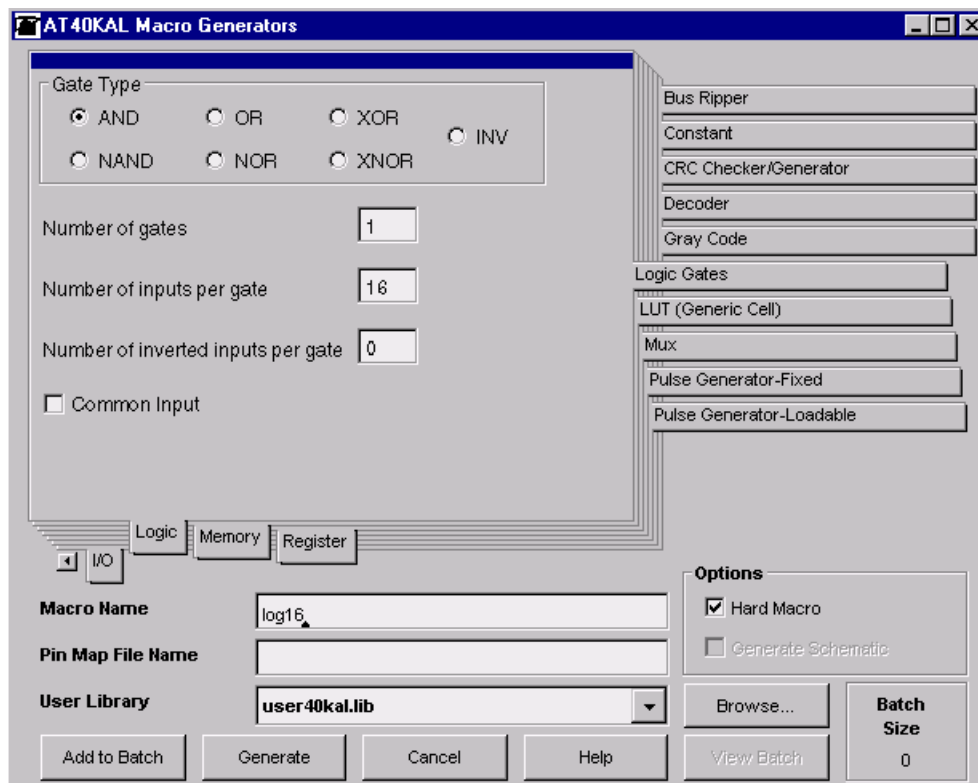 AT40KAL Macro Generators
Gate Type
AND
OR
XOR
INV
NAND
NOR
XNOR
Number of gates
1
Number of inputs per gate
16
Number of inverted inputs per gate
0
Common Input
Bus Ripper
Constant
CRC Checker/Generator
Decoder
Gray Code
Logic Gates
LUT (Generic Cell)
Mux
Pulse Generator-Fixed
Pulse Generator-Loadable
I/O
Logic
Memory
Register
Macro Name
log16
Pin Map File Name
User Library
user40kal.lib
Options
Hard Macro
Generate Schematic
Browse...
View Batch
Batch
Size
0
Add to Batch
Generate
Cancel
Help